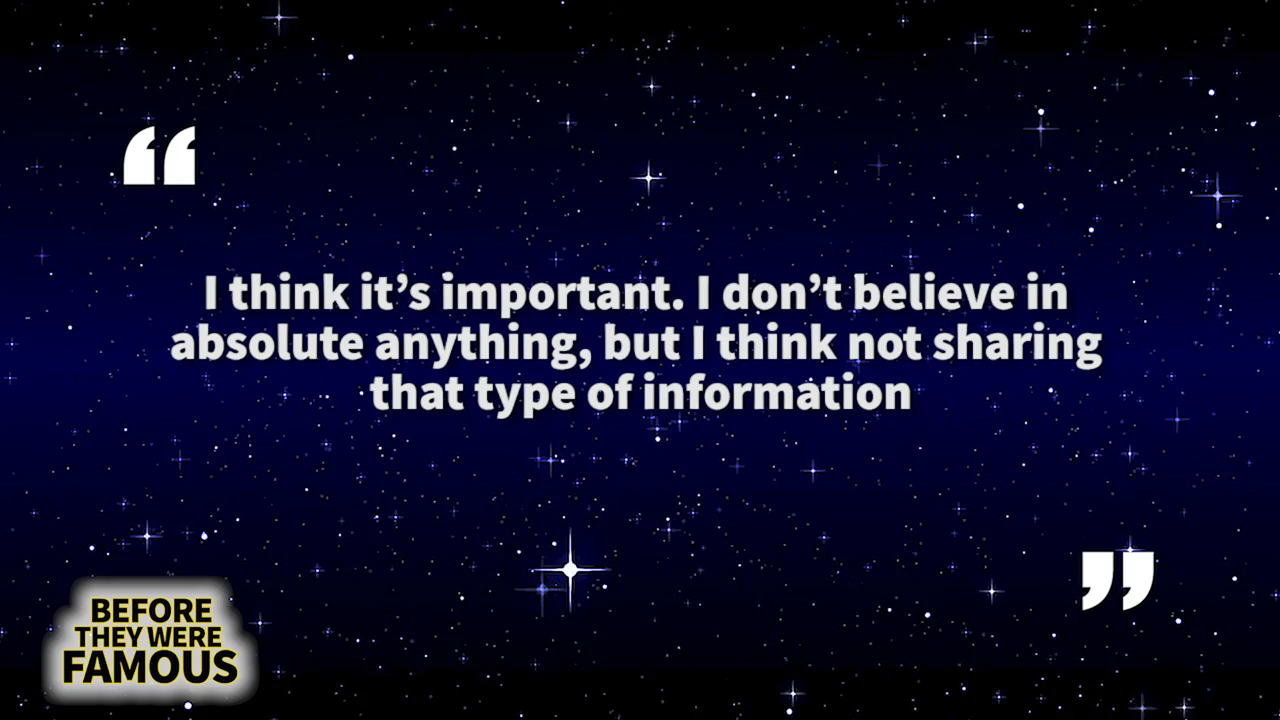 “
I think it’s important. I don’t believe in
absolute anything, but I think not sharing
that type of information
”
BEFORE
THEY WERE
FAMOUS